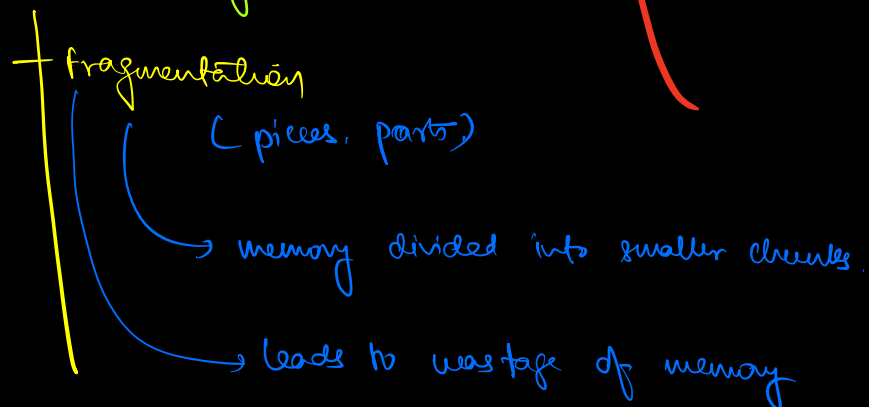 fragmentation
(pieces, parts)
→ memory divided into smaller chunks.
→ leads to wastage of memory